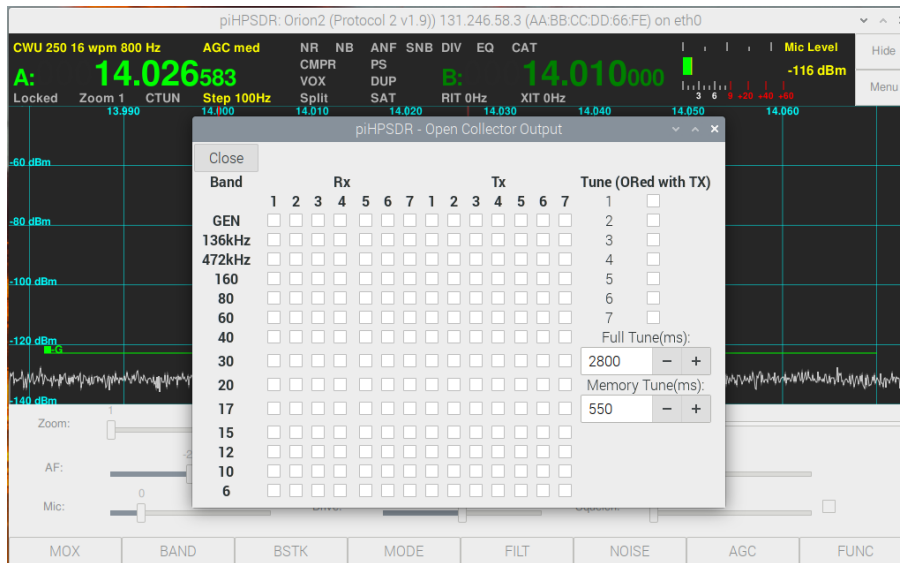 piHPSDR: Orion2 (Protocol 2 v1.9)) 131.246.58.3 (AA:BB:CC:DD:66:FE) on eth0
CWU 250 16 wpm 800 Hz AGC med NR NB ANF SNB DIV EQ CAT Mic Level Hide
CMPR PS
A: 14.026583 VOX DUP B: 14.010000 -116 dBm
Locked Zoom 1 CTUN Step 100Hz Split SAT RIT 0Hz XIT 0Hz 3 6 9 +20 +40 +60 Menu
13.990 14.000 14.010 14.020 14.030 14.040 14.050 14.060
piHPSDR - Open Collector Output
-60 dBm
Close
Band Rx Tx Tune (ORed with TX)
1 2 3 4 5 6 7 1 2 3 4 5 6 7 1
-80 dBm
GEN 2
136kHz 3
472kHz 4
-100 dBm
160 5
80 6
60 7
-120 dBm
40 Full Tune(ms):
-G
30 2800 − +
20 Memory Tune(ms):
-140 dBm
17 550 − +
1
Zoom:
15
12
-2
AF:
10
0
6
Mic:
MOX BAND BSTK MODE FILT NOISE AGC FUNC